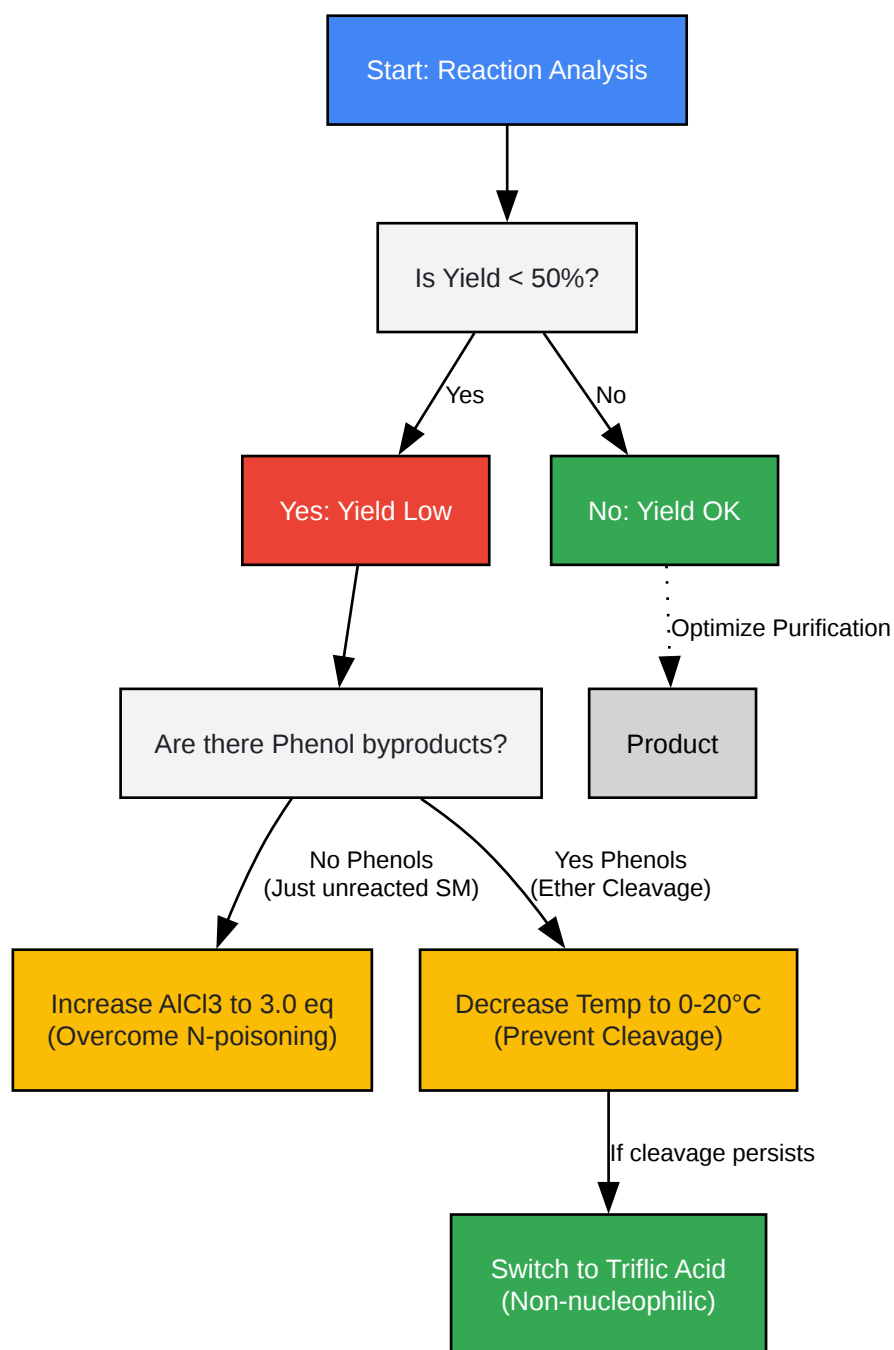 Start: Reaction Analysis
Is Yield < 50%?
Yes
No
Yes: Yield Low
No: Yield OK
Optimize Purification
Are there Phenol byproducts?
Product
No Phenols
(Just unreacted SM)
Yes Phenols
(Ether Cleavage)
Increase AlCl3 to 3.0 eq
(Overcome N-poisoning)
Decrease Temp to 0-20°C
(Prevent Cleavage)
If cleavage persists
Switch to Triflic Acid
(Non-nucleophilic)